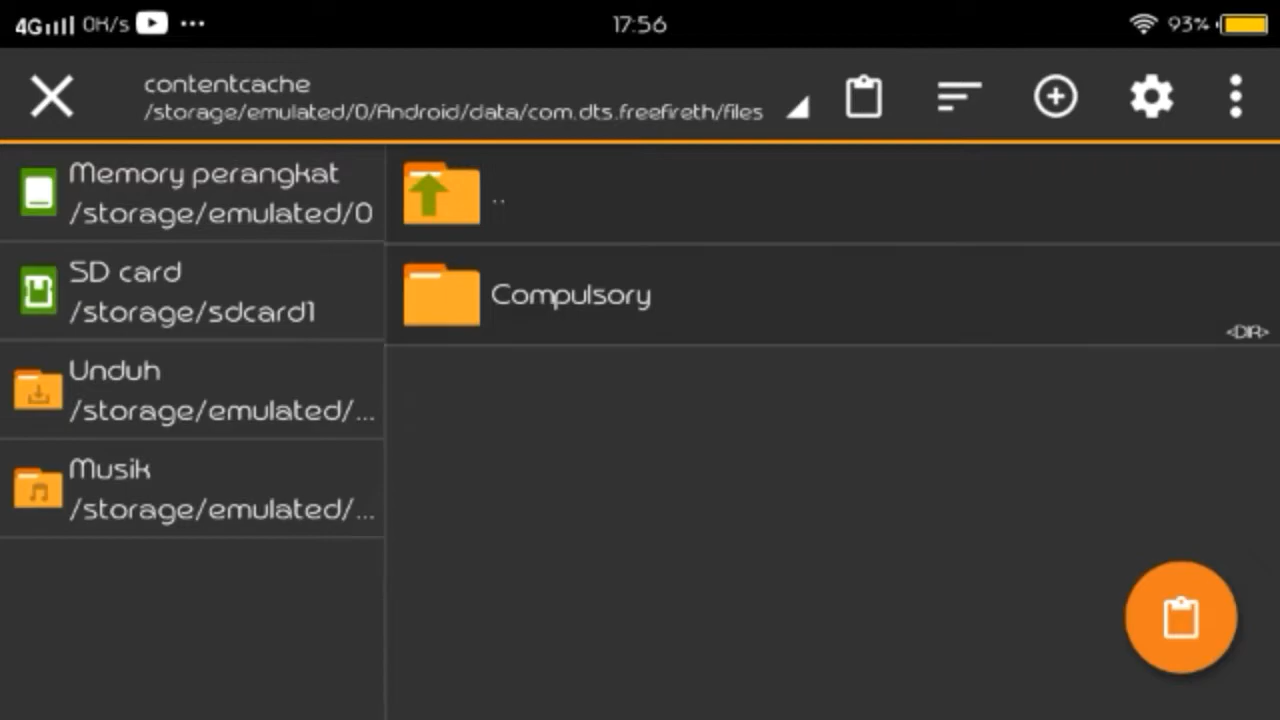 4G 0K/s ••• 17:56 93%
contentcache
/storage/emulated/0/Android/data/com.dts.freefireth/files
Memory perangkat
/storage/emulated/0
SD card
/storage/sdcard1
Unduh
/storage/emulated/...
Musik
/storage/emulated/...
..
Compulsory
<DIR>